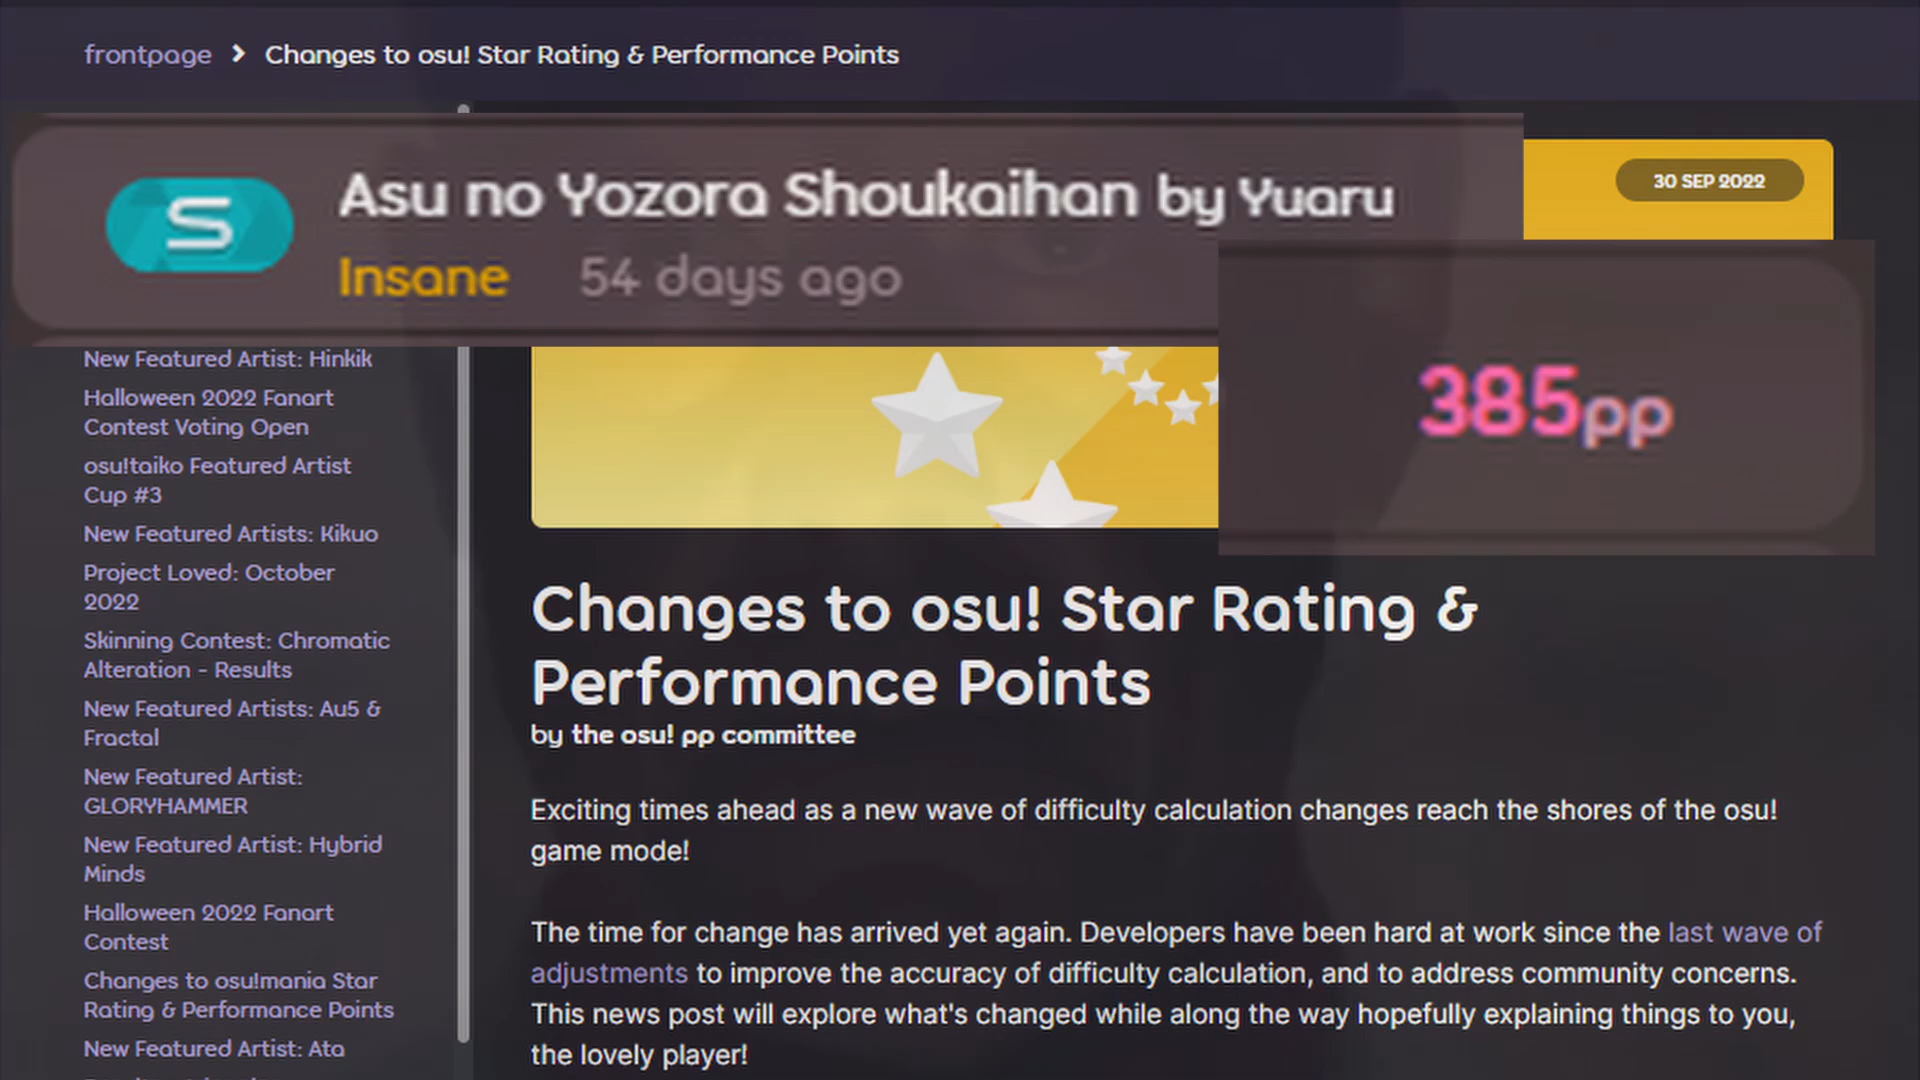 frontpage > Changes to osu! Star Rating & Performance Points
S
Asu no Yozora Shoukaihan by Yuaru
Insane 54 days ago
30 SEP 2022
385pp
New Featured Artist: Hinkik
Halloween 2022 Fanart
Contest Voting Open
osu!taiko Featured Artist
Cup #3
New Featured Artists: Kikuo
Project Loved: October
2022
Skinning Contest: Chromatic
Alteration - Results
New Featured Artists: Au5 &
Fractal
New Featured Artist:
GLORYHAMMER
New Featured Artist: Hybrid
Minds
Halloween 2022 Fanart
Contest
Changes to osu!mania Star
Rating & Performance Points
New Featured Artist: Ata
Changes to osu! Star Rating &
Performance Points
by the osu! pp committee
Exciting times ahead as a new wave of difficulty calculation changes reach the shores of the osu!
game mode!
The time for change has arrived yet again. Developers have been hard at work since the last wave of
adjustments to improve the accuracy of difficulty calculation, and to address community concerns.
This news post will explore what's changed while along the way hopefully explaining things to you,
the lovely player!